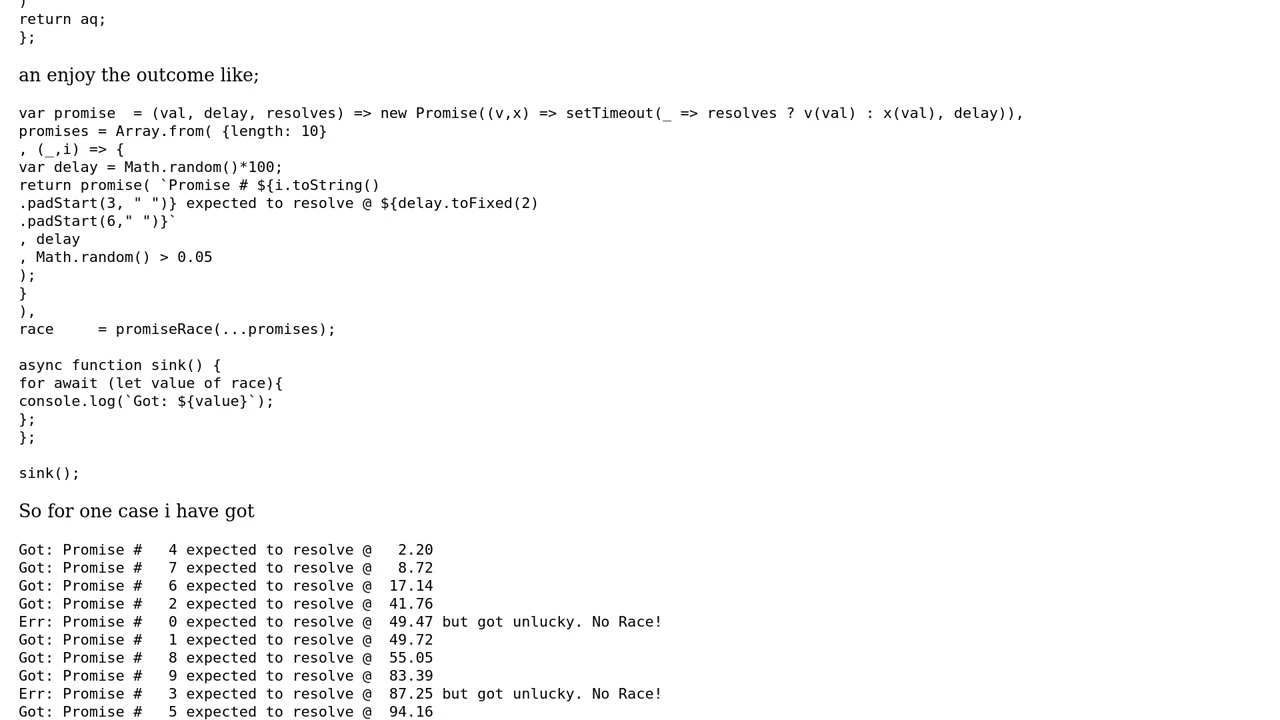 )
return aq;
};
an enjoy the outcome like;
var promise  = (val, delay, resolves) => new Promise((v,x) => setTimeout(_ => resolves ? v(val) : x(val), delay)),
promises = Array.from( {length: 10}
, (_,i) => {
var delay = Math.random()*100;
return promise( `Promise # ${i.toString()
.padStart(3, " ")} expected to resolve @ ${delay.toFixed(2)
.padStart(6," ")}`
, delay
, Math.random() > 0.05
);
}
),
race     = promiseRace(...promises);
async function sink() {
for await (let value of race){
console.log(`Got: ${value}`);
};
};
sink();
So for one case i have got
Got: Promise #   4 expected to resolve @   2.20
Got: Promise #   7 expected to resolve @   8.72
Got: Promise #   6 expected to resolve @  17.14
Got: Promise #   2 expected to resolve @  41.76
Err: Promise #   0 expected to resolve @  49.47 but got unlucky. No Race!
Got: Promise #   1 expected to resolve @  49.72
Got: Promise #   8 expected to resolve @  55.05
Got: Promise #   9 expected to resolve @  83.39
Err: Promise #   3 expected to resolve @  87.25 but got unlucky. No Race!
Got: Promise #   5 expected to resolve @  94.16